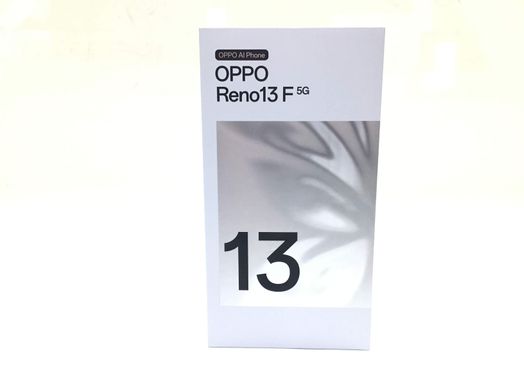 OPPO AI Phone
OPPO
Reno13 F 5G
13